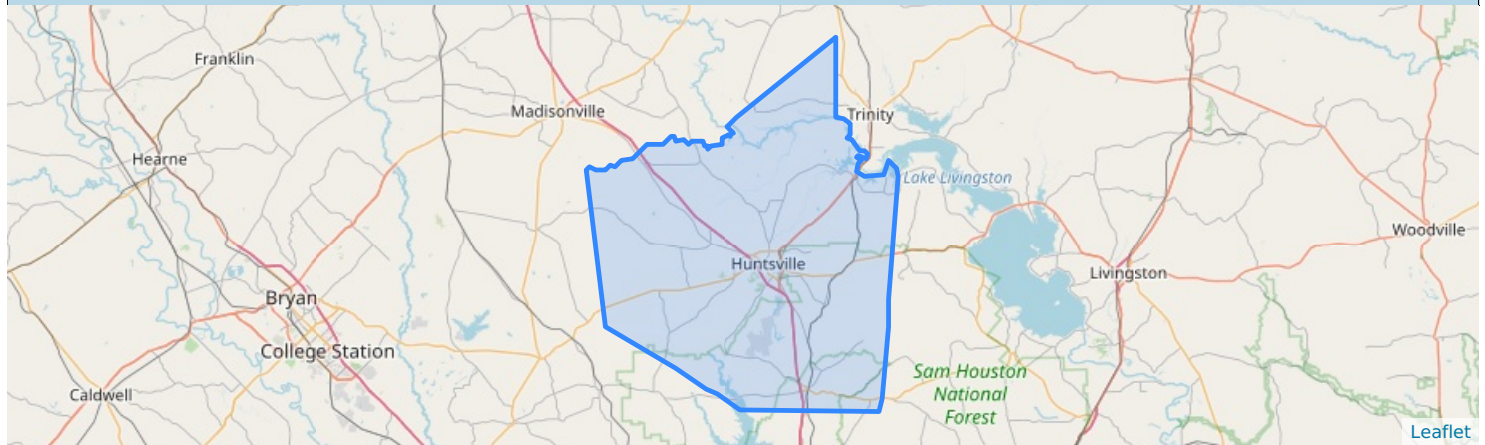 Franklin
Madisonville
Trinity
Hearne
Lake Livingston
Woodville
Huntsville
Livingston
Bryan
College Station
Sam Houston
National
Forest
Caldwell
Leaflet